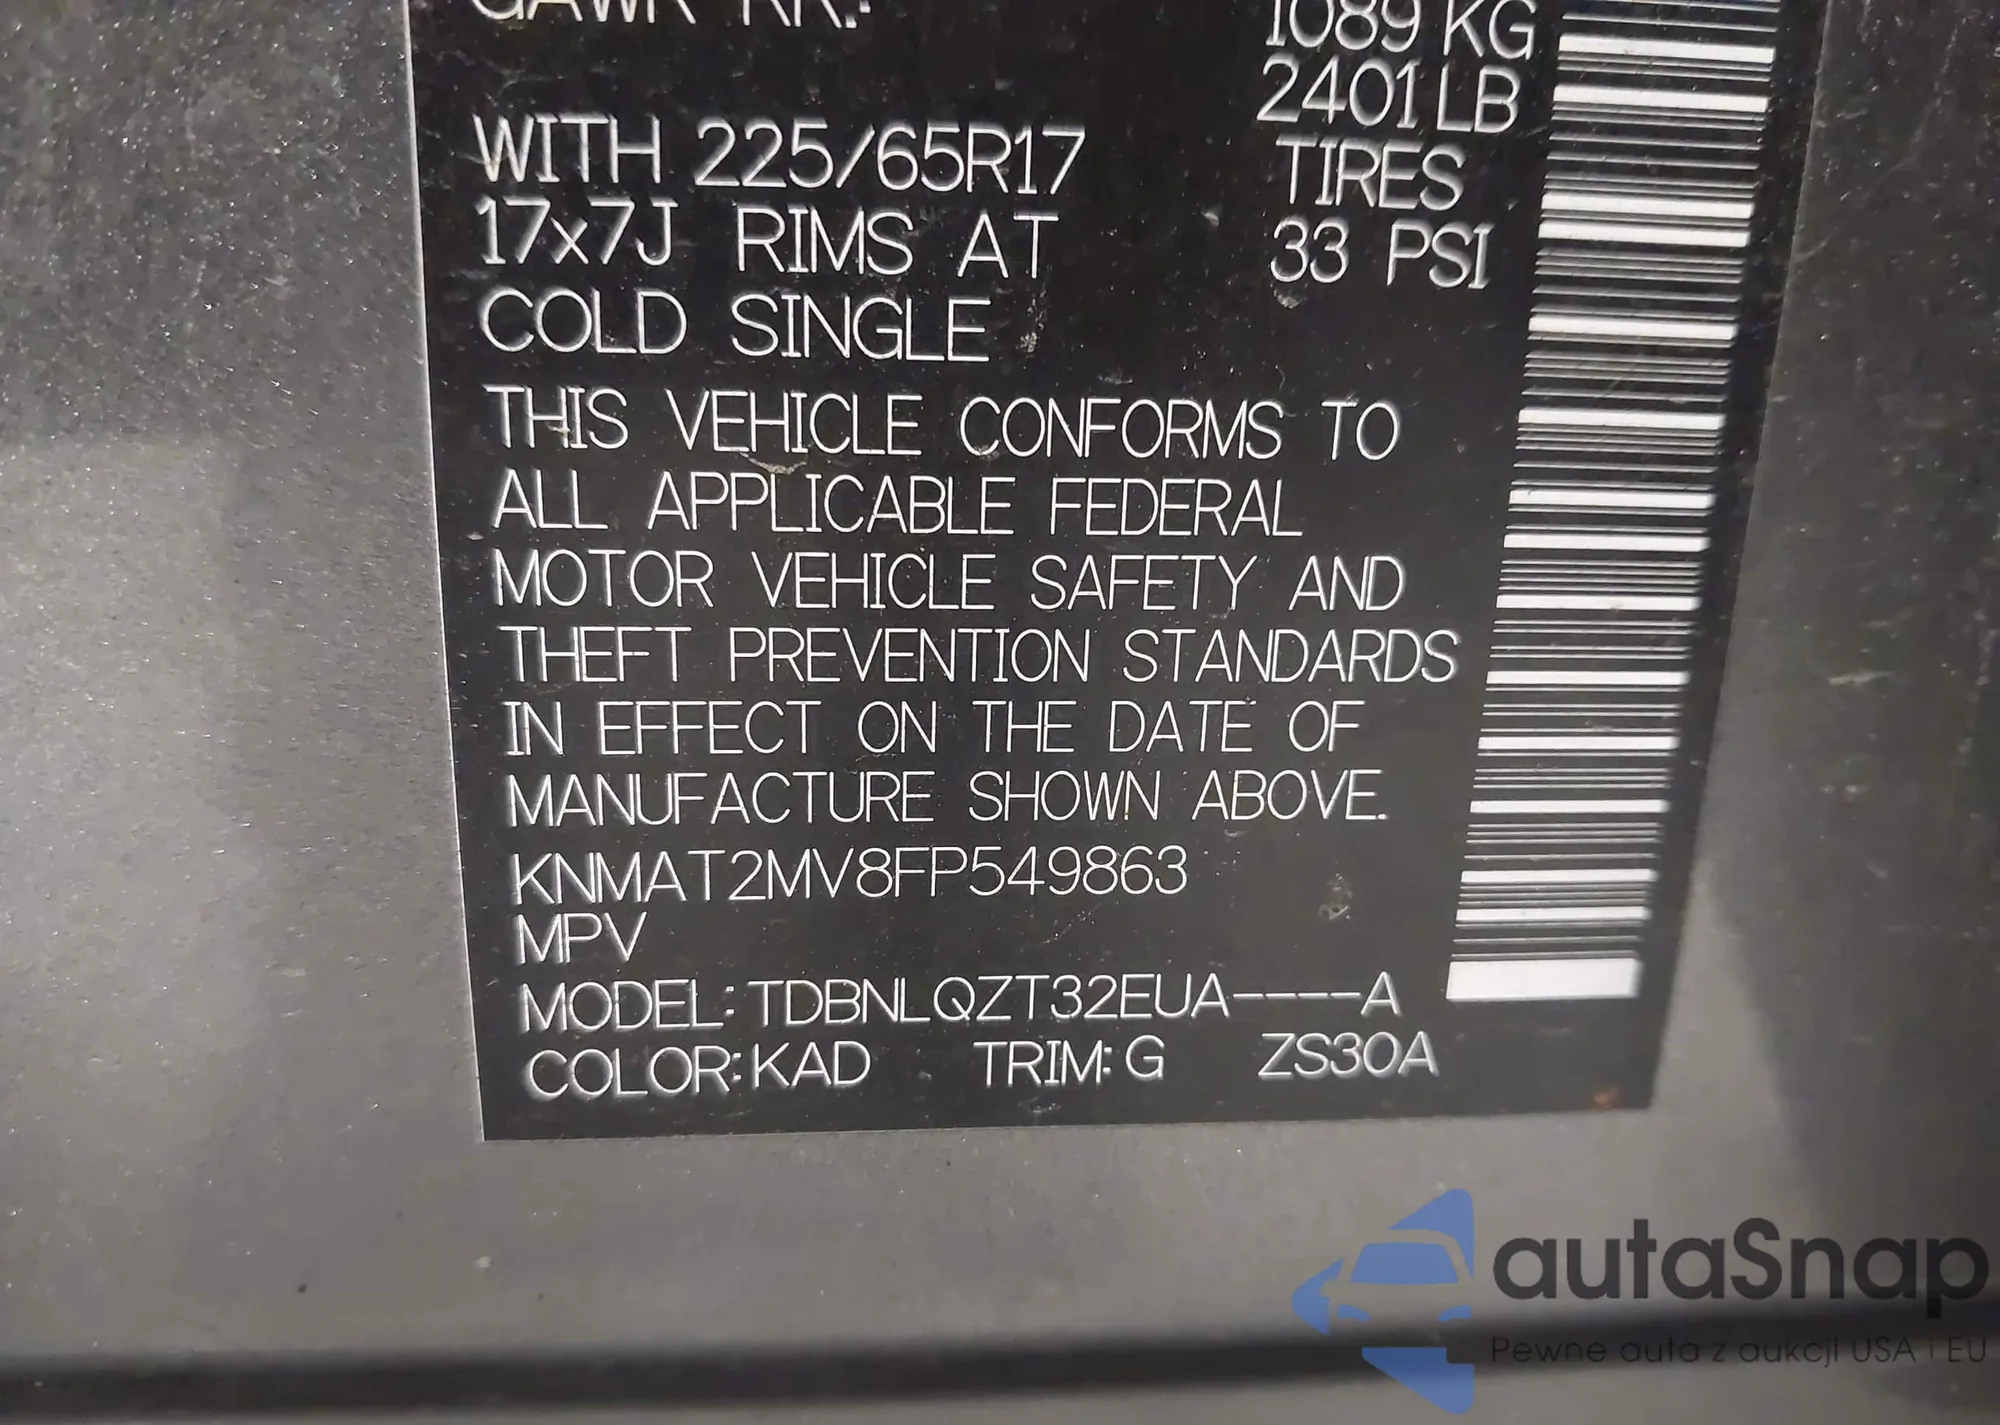 GAWR RR.: 1089 KG
2401 LB
WITH 225/65R17 TIRES
17x7J RIMS AT 33 PSI
COLD SINGLE
THIS VEHICLE CONFORMS TO
ALL APPLICABLE FEDERAL
MOTOR VEHICLE SAFETY AND
THEFT PREVENTION STANDARDS
IN EFFECT ON THE DATE OF
MANUFACTURE SHOWN ABOVE.
KNMAT2MV8FP549863
MPV
MODEL:TDBNLQZT32EUA----A
COLOR:KAD TRIM:G ZS30A
autaSnap
Pewne auta z aukcji USA i EU